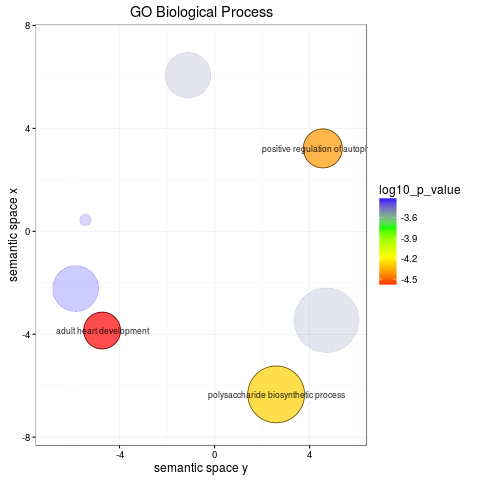 GO Biological Process
8
4
0
-4
-8
semantic space x
positive regulation of autoph
adult heart development
polysaccharide biosynthetic process
-4
0
4
semantic space y
log10_p_value
-3.6
-3.9
-4.2
-4.5